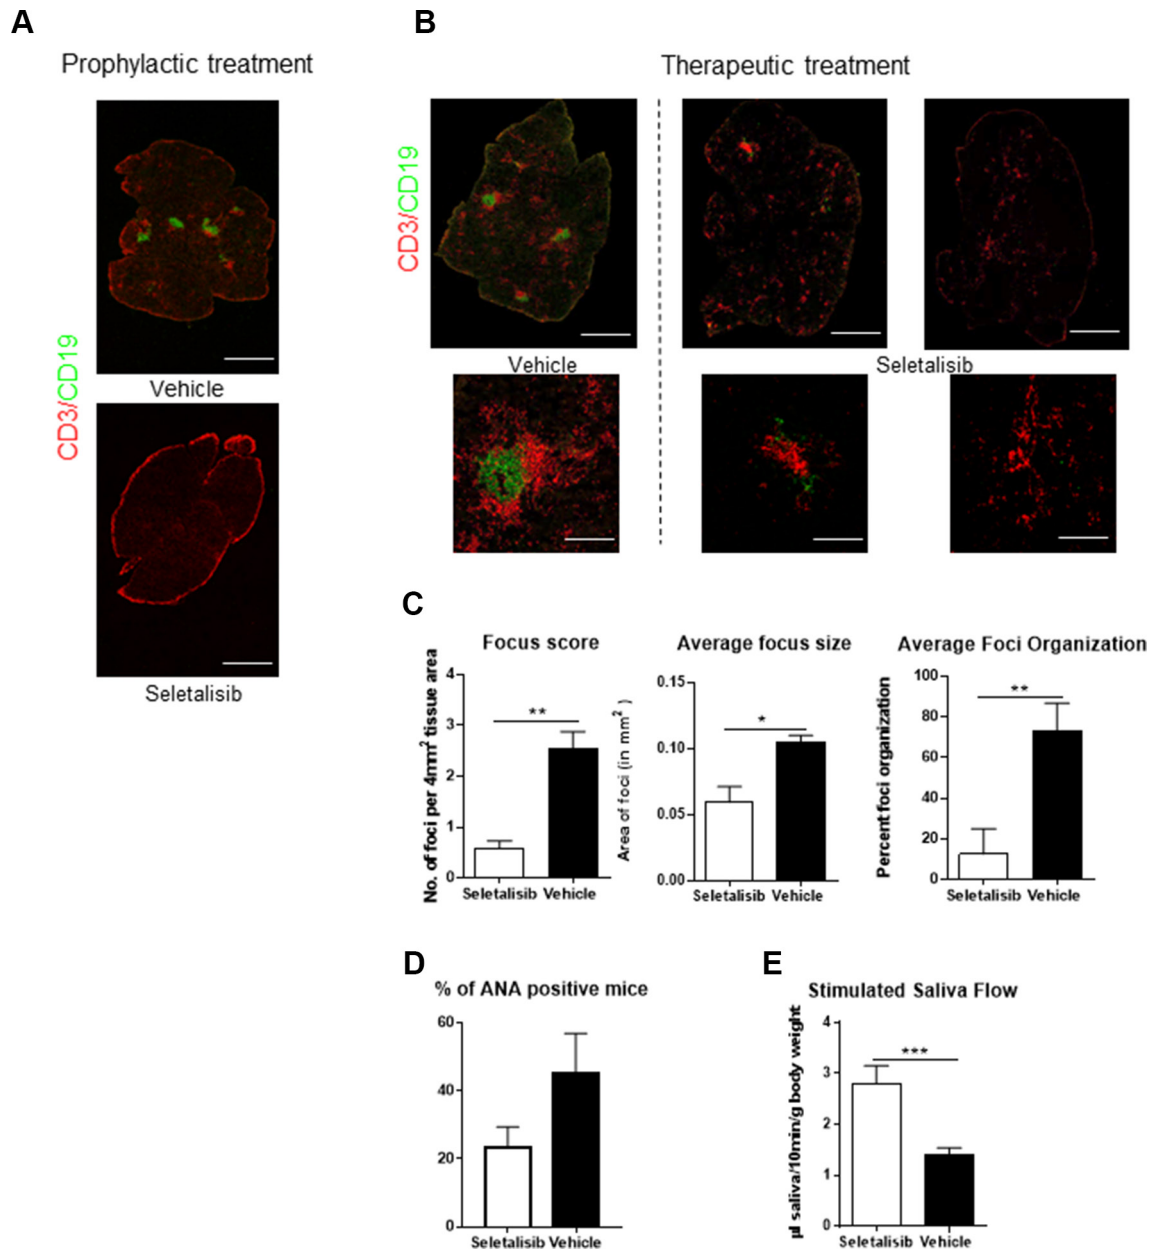 A
Prophylactic treatment
CD3/CD19
Vehicle
Seletalisib
B
Therapeutic treatment
CD3/CD19
Vehicle
Seletalisib
C
Focus score
No. of foci per 4mm² tissue area
4
3
2
1
0
**
Seletalisib Vehicle
Average focus size
Area of foci (in mm² )
0.15
0.10
0.05
0.00
*
Seletalisib Vehicle
Average Foci Organization
Percent foci organization
100
80
60
40
20
0
**
Seletalisib Vehicle
D
% of ANA positive mice
60
40
20
0
Seletalisib Vehicle
E
Stimulated Saliva Flow
µl saliva/10min/g body weight
4
3
2
1
0
***
Seletalisib Vehicle